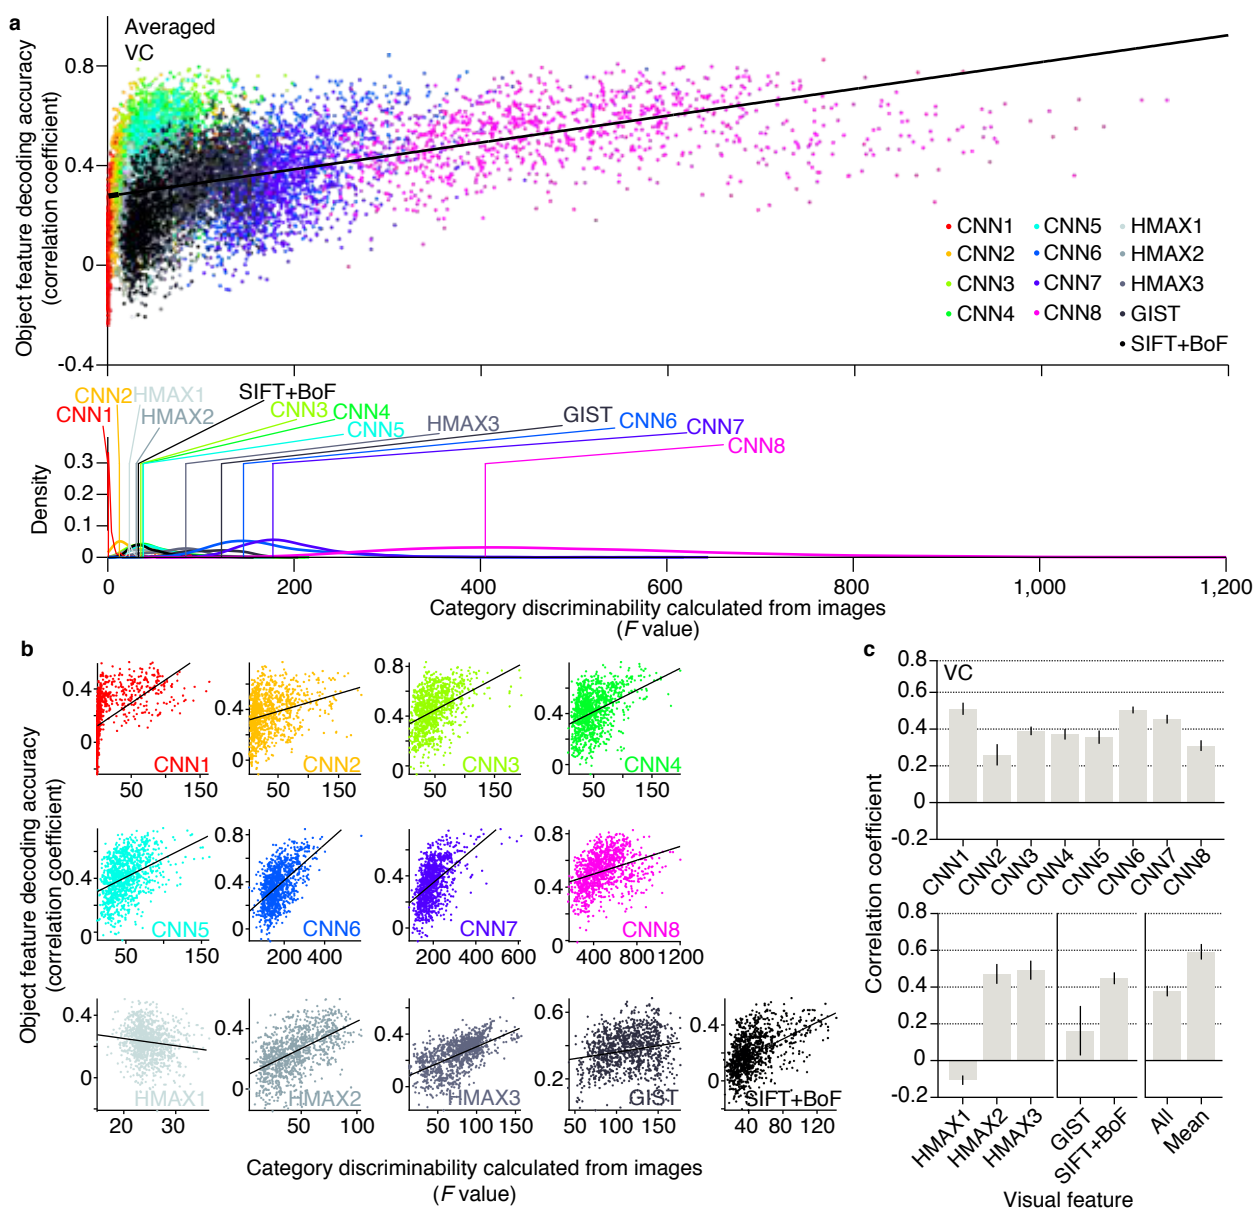 a
Averaged
VC
Object feature decoding accuracy
(correlation coefficient)
0.8
0.4
0
-0.4
CNN1 CNN5 HMAX1
CNN2 CNN6 HMAX2
CNN3 CNN7 HMAX3
CNN4 CNN8 GIST
SIFT+BoF
CNN1 CNN2 HMAX1 HMAX2 SIFT+BoF CNN3 CNN4 CNN5 HMAX3 GIST CNN6 CNN7 CNN8
Density
0.3
0.2
0.1
0
0 200 400 600 800 1,000 1,200
Category discriminability calculated from images
(F value)
b
Object feature decoding accuracy
(correlation coefficient)
0.4
0
CNN1
50 150
0.4
0
CNN2
50 150
0.8
0.4
0
CNN3
50 150
0.4
0
CNN4
50 150
0.4
0
CNN5
50 150
0.8
0.4
0
CNN6
200 400
0.4
0
CNN7
200 400 600
0.8
0.4
0
CNN8
400 800 1200
0.4
0
HMAX1
20 30
0.4
0
HMAX2
50 100
0.4
0
HMAX3
50 100 150
0.6
0.2
GIST
50 100 150
0.4
0
SIFT+BoF
40 80 120
Category discriminability calculated from images
(F value)
c
VC
Correlation coefficient
0.8
0.6
0.4
0.2
0
-0.2
CNN1 CNN2 CNN3 CNN4 CNN5 CNN6 CNN7 CNN8
0.8
0.6
0.4
0.2
0
-0.2
HMAX1 HMAX2 HMAX3 GIST SIFT+BoF All Mean
Visual feature